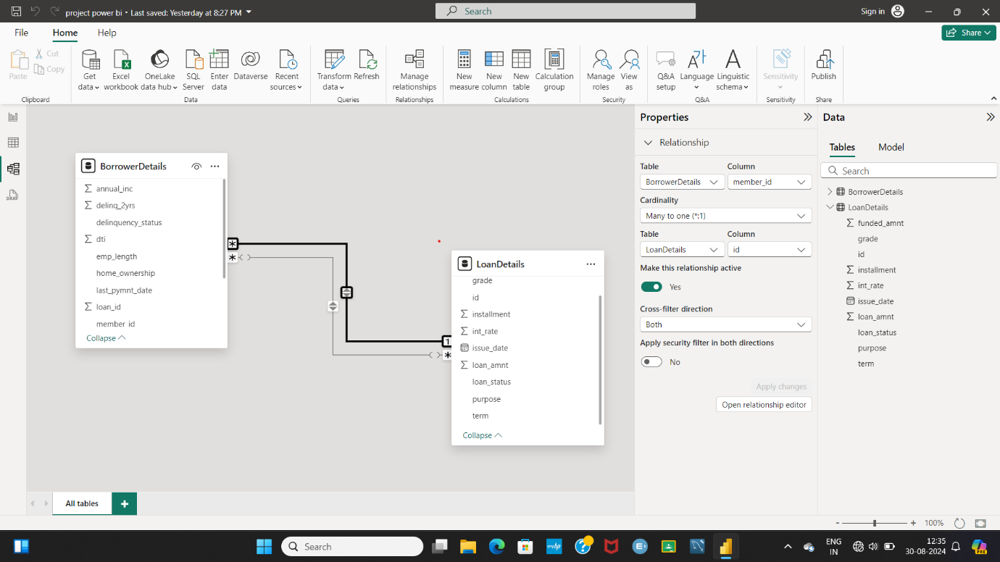 project power bi • Last saved: Yesterday at 8:27 PM
Search
Sign in
File
Home
Help
Share
Paste
Cut
Copy
Get data
Excel workbook
OneLake data hub
SQL Server
Enter data
Dataverse
Recent sources
Transform data
Refresh
Manage relationships
New measure
New column
New table
Calculation group
Manage roles
View as
Q&A setup
Language
Linguistic schema
Sensitivity
Publish
Clipboard
Data
Queries
Relationships
Calculations
Security
Q&A
Sensitivity
Share
BorrowerDetails
annual_inc
delinq_2yrs
delinquency_status
dti
emp_length
home_ownership
last_pymnt_date
loan_id
member_id
Collapse
1
LoanDetails
grade
id
installment
int_rate
issue_date
loan_amnt
loan_status
purpose
term
Collapse
Properties
Relationship
Table
Column
BorrowerDetails
member_id
Cardinality
Many to one (*:1)
Table
Column
LoanDetails
id
Make this relationship active
Yes
Cross-filter direction
Both
Apply security filter in both directions
No
Apply changes
Open relationship editor
Data
Tables
Model
Search
BorrowerDetails
LoanDetails
funded_amnt
grade
id
installment
int_rate
issue_date
loan_amnt
loan_status
purpose
term
All tables
100%
Search
ENG
IN
12:35
30-08-2024